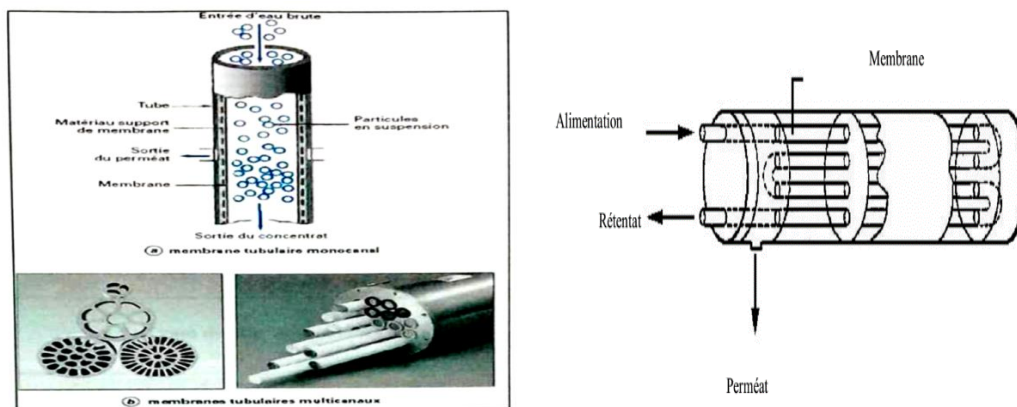 Entrée d'eau brute
Tube
Matériau support
de membrane
Particules
en suspension
Sortie
du perméat
Membrane
Sortie du concentrat
a membrane tubulaire monocanal
b membranes tubulaires multicanaux
Membrane
Alimentation
Rétentat
Perméat